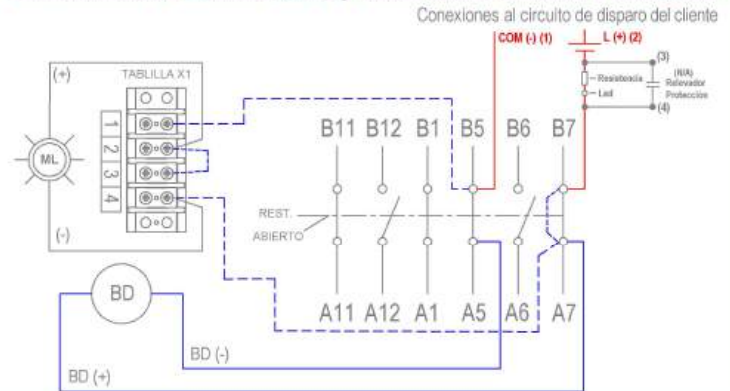 Conexiones al circuito de disparo del cliente
COM (-) (1)
L (+) (2)
(3)
Resistencia
Led
(N/A)
Relevador
Protección
(4)
(+)
TABLILLA X1
1
2
3
4
ML
(-)
B11 B12 B1 B5 B6 B7
REST.
ABIERTO
A11 A12 A1 A5 A6 A7
BD
BD (-)
BD (+)